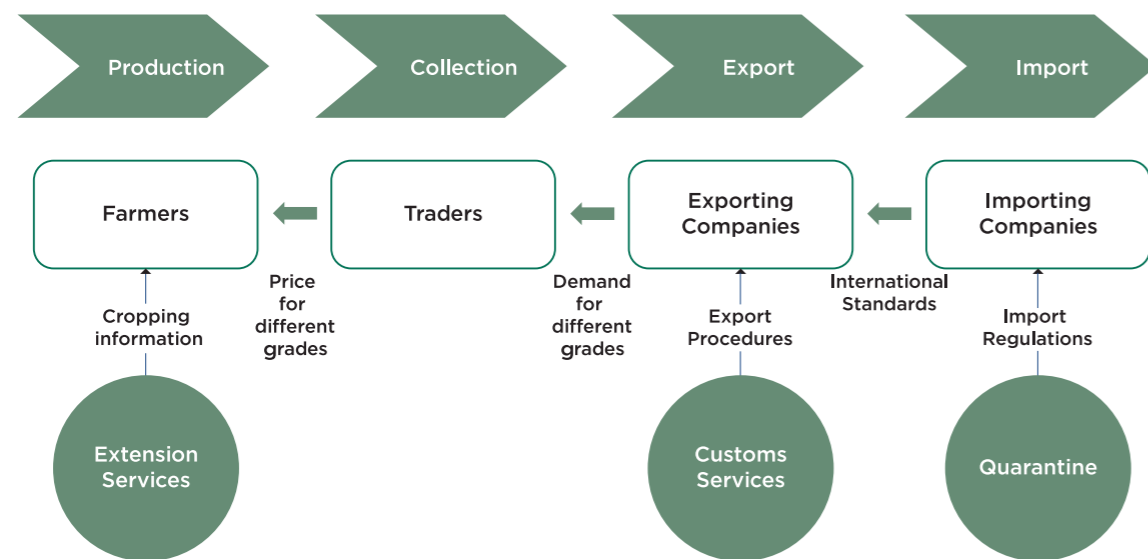 Production
Collection
Export
Import
Farmers
Traders
Exporting
Companies
Importing
Companies
Cropping
information
Price
for
different
grades
Demand
for
different
grades
Export
Procedures
International
Standards
Import
Regulations
Extension
Services
Customs
Services
Quarantine